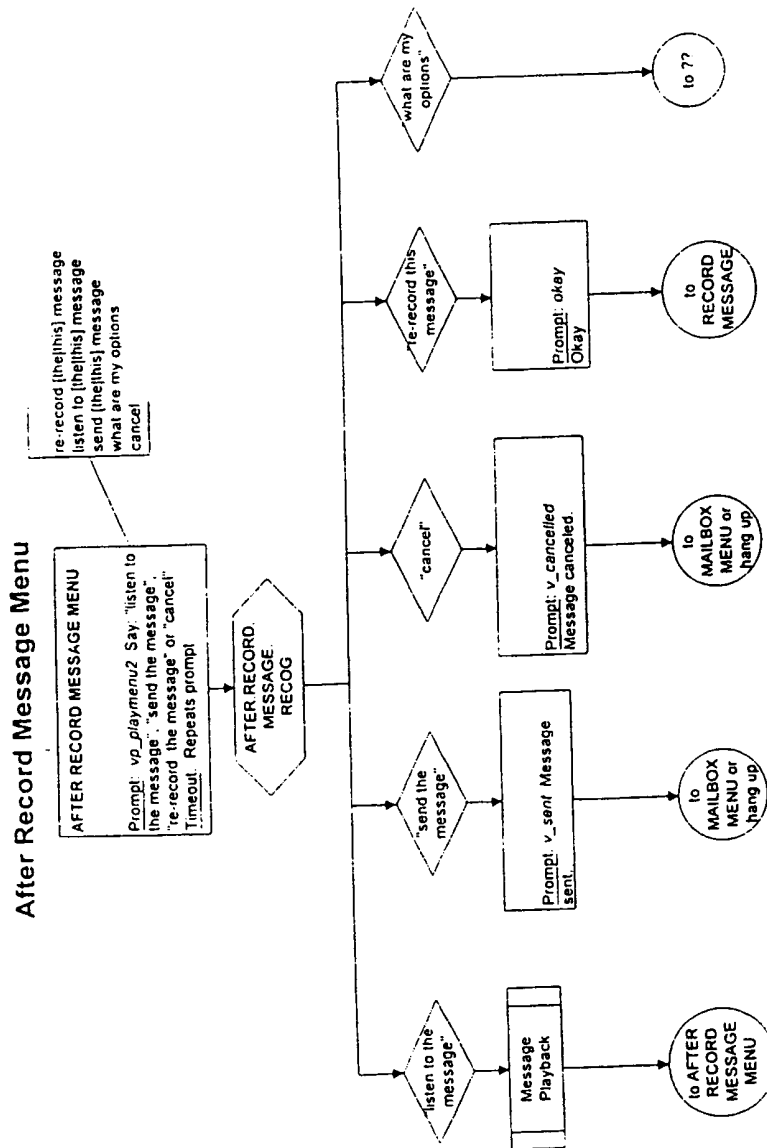 After Record Message Menu
AFTER RECORD MESSAGE MENU
Prompt: vp_playmenu2 Say: "listen to
the message", "send the message",
"re-record the message" or "cancel"
Timeout. Repeats prompt
re-record [the|this] message
listen to [the|this] message
send [the|this] message
what are my options
cancel
AFTER.RECORD.
MESSAGE.
RECOG
"listen to the
message"
"send the
message"
"cancel"
"re-record this
message"
"what are my
options"
Message
Playback
Prompt: v_sent Message
sent.
Prompt: v_cancelled
Message canceled.
Prompt: okay
Okay
to AFTER
RECORD
MESSAGE
MENU
to
MAILBOX
MENU or
hang up
to
MAILBOX
MENU or
hang up
to
RECORD
MESSAGE
to ??